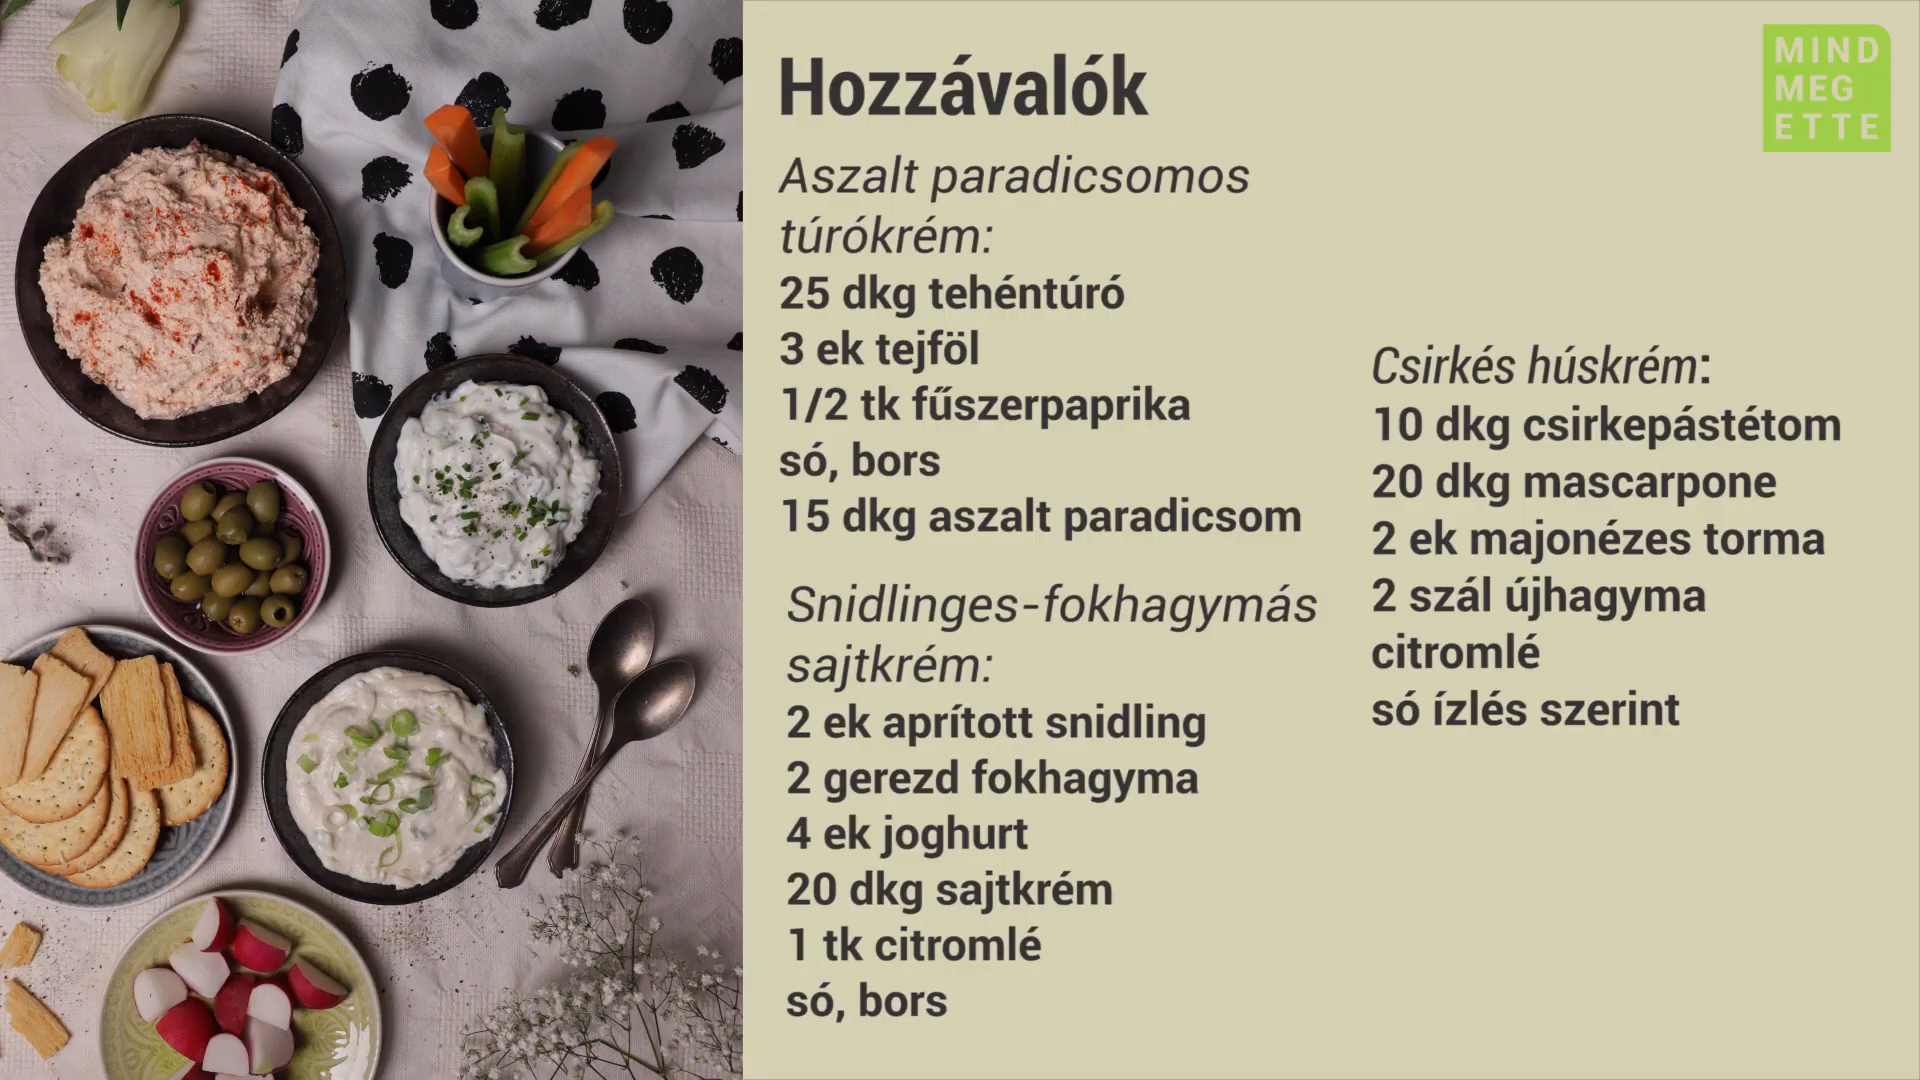 Hozzávalók
Aszalt paradicsomos
túrókrém:
25 dkg tehéntúró
3 ek tejföl
1/2 tk fűszerpaprika
só, bors
15 dkg aszalt paradicsom
Snidlinges-fokhagymás
sajtkrém:
2 ek aprított snidling
2 gerezd fokhagyma
4 ek joghurt
20 dkg sajtkrém
1 tk citromlé
só, bors
Csirkés húskrém:
10 dkg csirkepástétom
20 dkg mascarpone
2 ek majonézes torma
2 szál újhagyma
citromlé
só ízlés szerint
MIND
MEG
ETTE